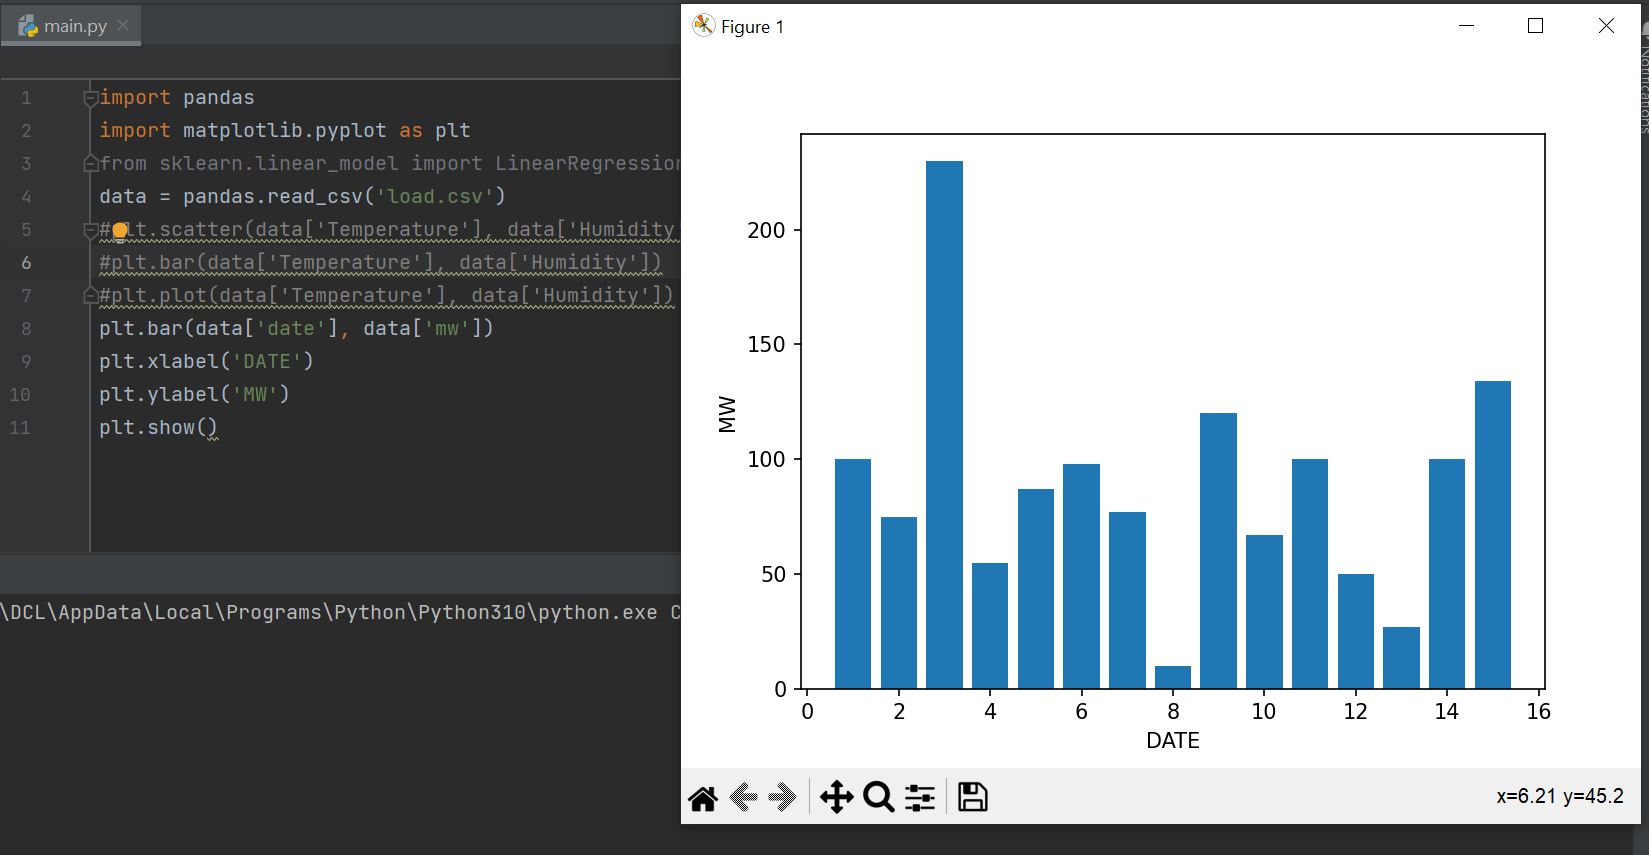 main.py
1 import pandas
2 import matplotlib.pyplot as plt
3 from sklearn.linear_model import LinearRegression
4 data = pandas.read_csv('load.csv')
5 #plt.scatter(data['Temperature'], data['Humidity'
6 #plt.bar(data['Temperature'], data['Humidity'])
7 #plt.plot(data['Temperature'], data['Humidity'])
8 plt.bar(data['date'], data['mw'])
9 plt.xlabel('DATE')
10 plt.ylabel('MW')
11 plt.show()
\DCL\AppData\Local\Programs\Python\Python310\python.exe C
Figure 1
200
150
100
50
0
MW
0 2 4 6 8 10 12 14 16
DATE
x=6.21 y=45.2
Notifications